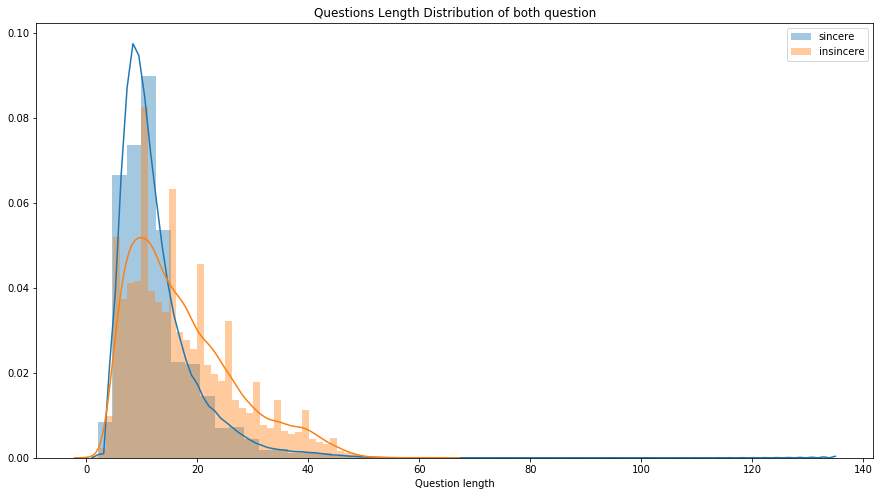 Questions Length Distribution of both question
sincere
insincere
0.10
0.08
0.06
0.04
0.02
0.00
0 20 40 60 80 100 120 140
Question length